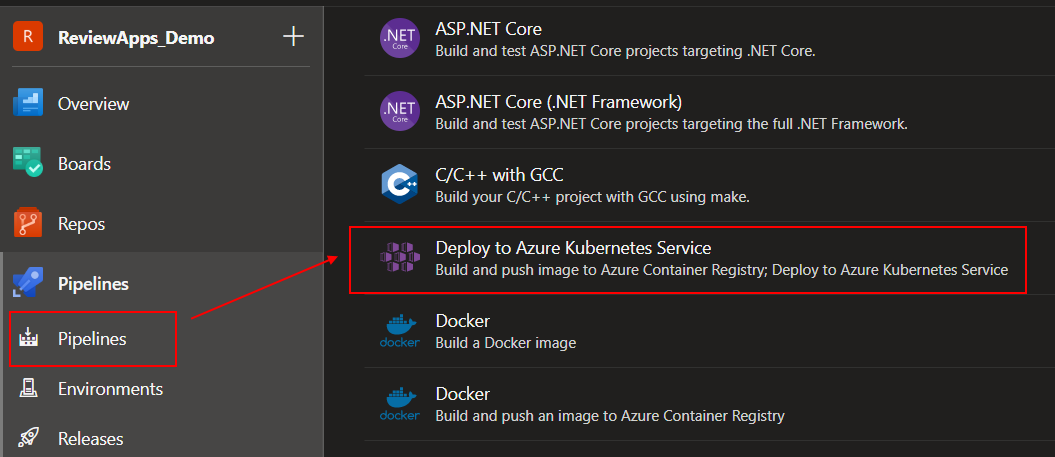 R
ReviewApps_Demo
Overview
Boards
Repos
Pipelines
Pipelines
Environments
Releases
.NET
Core
ASP.NET Core
Build and test ASP.NET Core projects targeting .NET Core.
.NET
Core
ASP.NET Core (.NET Framework)
Build and test ASP.NET Core projects targeting the full .NET Framework.
C++
C/C++ with GCC
Build your C/C++ project with GCC using make.
Deploy to Azure Kubernetes Service
Build and push image to Azure Container Registry; Deploy to Azure Kubernetes Service
docker
Docker
Build a Docker image
docker
Docker
Build and push an image to Azure Container Registry